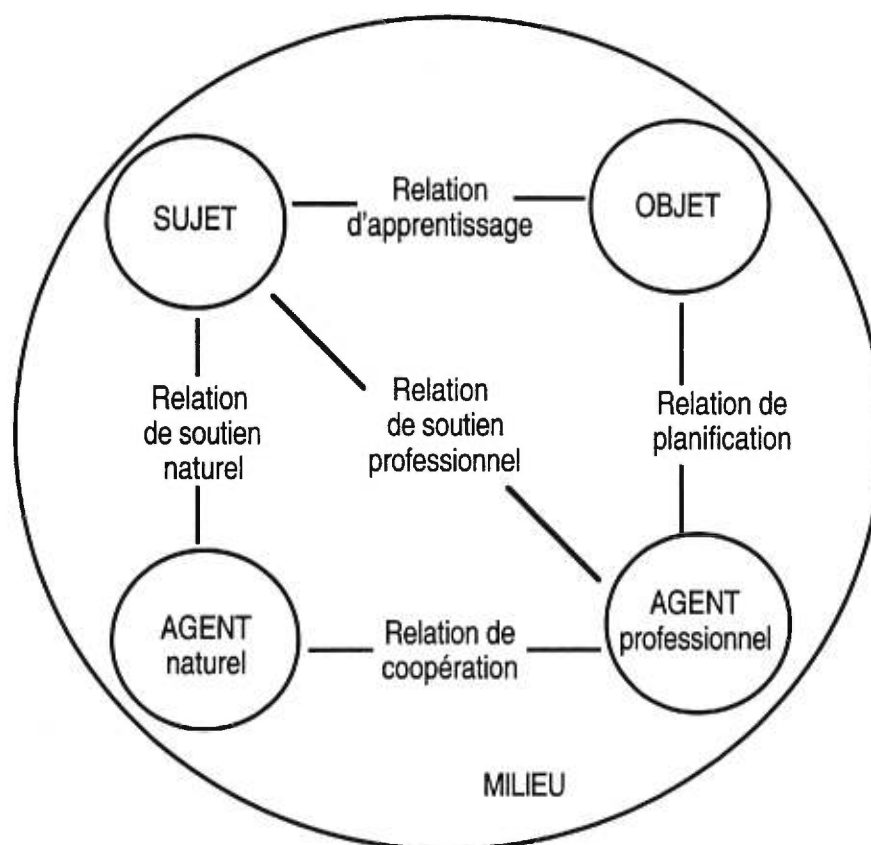 SUJET
Relation
d'apprentissage
OBJET
Relation
de soutien
naturel
Relation
de soutien
professionnel
Relation de
planification
AGENT
naturel
Relation de
coopération
AGENT
professionnel
MILIEU